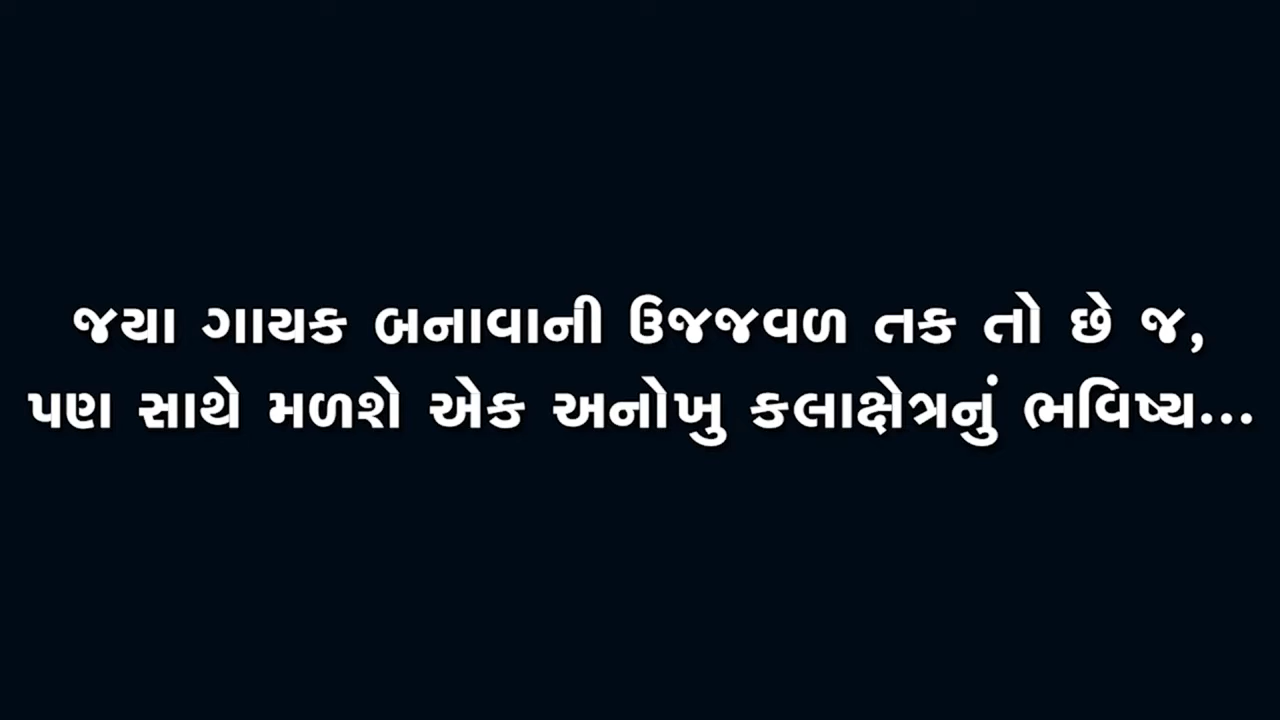 જયા ગાયક બનાવાની ઉજજવળ તક તો છે જ,
પણ સાથે મળશે એક અનોખુ કલાક્ષેત્રનું ભવિષ્ય...